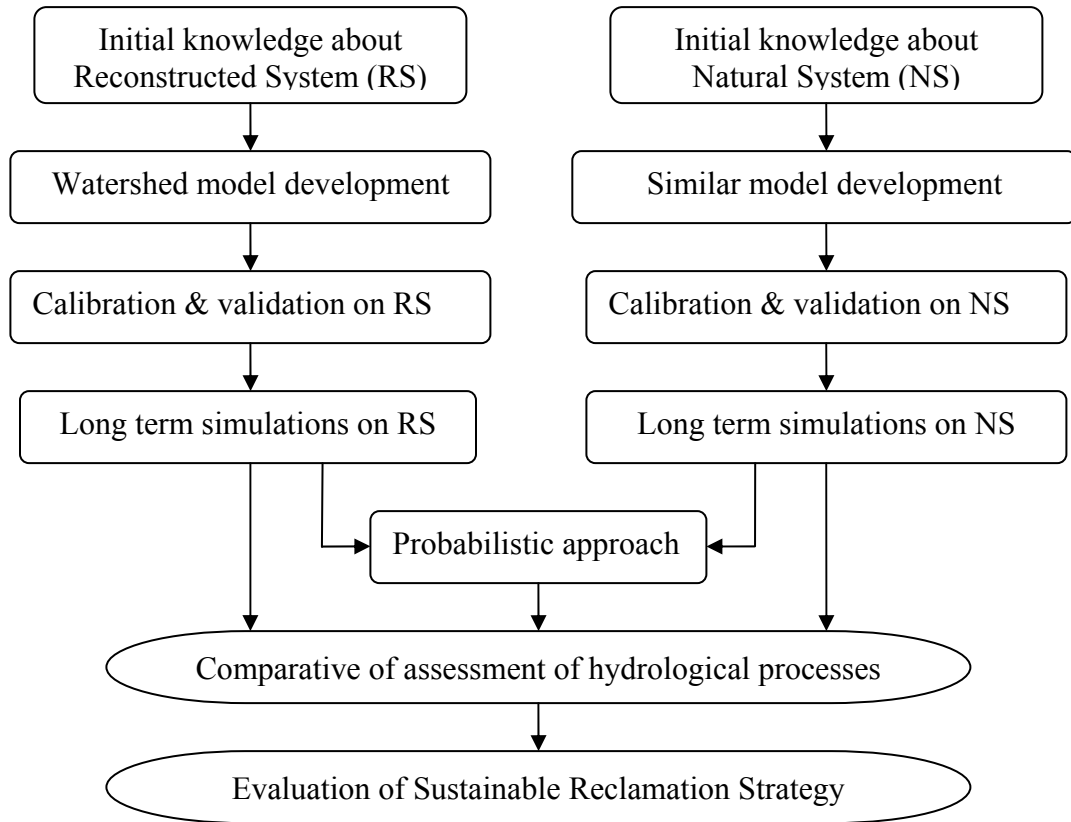 Initial knowledge about
Reconstructed System (RS)
Initial knowledge about
Natural System (NS)
Watershed model development
Similar model development
Calibration & validation on RS
Calibration & validation on NS
Long term simulations on RS
Long term simulations on NS
Probabilistic approach
Comparative of assessment of hydrological processes
Evaluation of Sustainable Reclamation Strategy